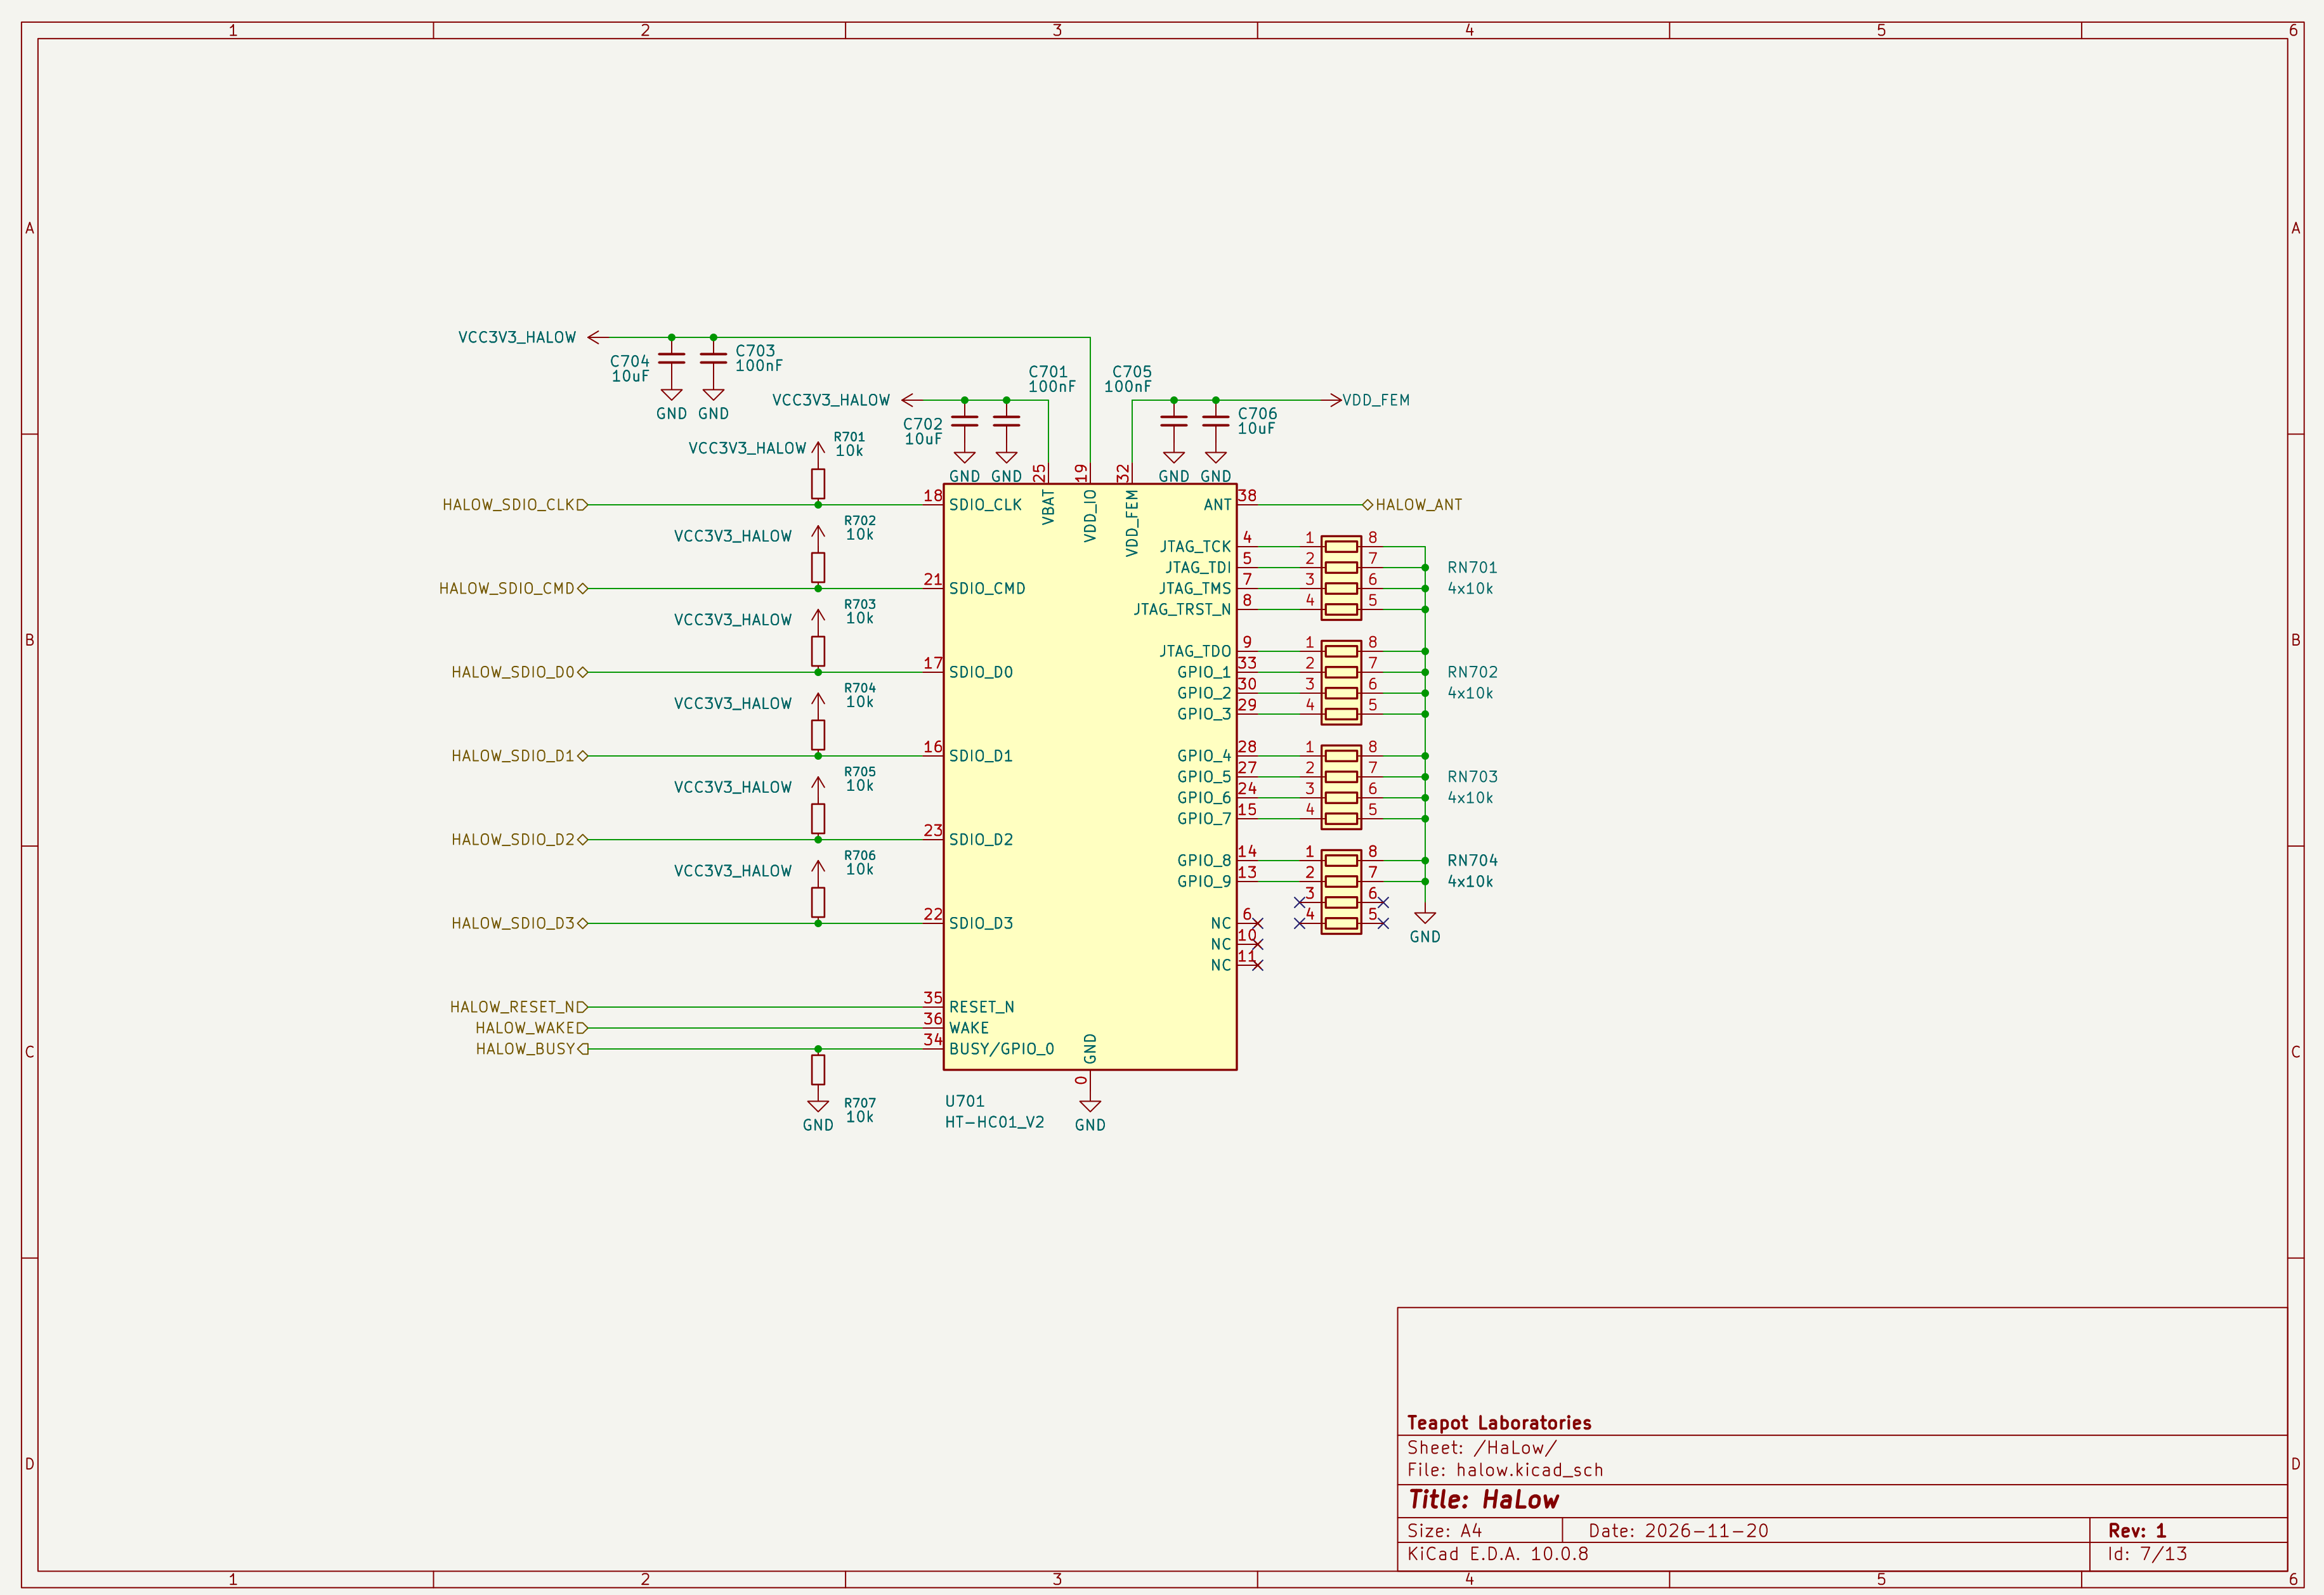 1 2 3 4 5 6
A A
VCC3V3_HALOW
C704
10uF
C703
100nF
GND GND
VCC3V3_HALOW
C702
10uF
C701
100nF
GND GND
C705
100nF
VDD_FEM
C706
10uF
GND GND
VCC3V3_HALOW
R701
10k
25 19 32
VBAT VDD_IO VDD_FEM
HALOW_SDIO_CLK 18 SDIO_CLK
ANT 38 HALOW_ANT
VCC3V3_HALOW
R702
10k
HALOW_SDIO_CMD 21 SDIO_CMD
VCC3V3_HALOW
R703
10k
HALOW_SDIO_D0 17 SDIO_D0
VCC3V3_HALOW
R704
10k
HALOW_SDIO_D1 16 SDIO_D1
VCC3V3_HALOW
R705
10k
HALOW_SDIO_D2 23 SDIO_D2
VCC3V3_HALOW
R706
10k
HALOW_SDIO_D3 22 SDIO_D3
HALOW_RESET_N 35 RESET_N
HALOW_WAKE 36 WAKE
HALOW_BUSY 34 BUSY/GPIO_0
R707
10k
GND
JTAG_TCK 4 1 8
JTAG_TDI 5 2 7
JTAG_TMS 7 3 6
JTAG_TRST_N 8 4 5
RN701
4x10k
JTAG_TDO 9 1 8
GPIO_1 33 2 7
GPIO_2 30 3 6
GPIO_3 29 4 5
RN702
4x10k
GPIO_4 28 1 8
GPIO_5 27 2 7
GPIO_6 24 3 6
GPIO_7 15 4 5
RN703
4x10k
GPIO_8 14 1 8
GPIO_9 13 2 7
3 6
4 5
RN704
4x10k
GND
NC 6
NC 10
NC 11
GND
0
GND
U701
HT-HC01_V2
B B
C C
D D
Teapot Laboratories
Sheet: /HaLow/
File: halow.kicad_sch
Title: HaLow
Size: A4 Date: 2026-11-20 Rev: 1
KiCad E.D.A. 10.0.8 Id: 7/13
1 2 3 4 5 6